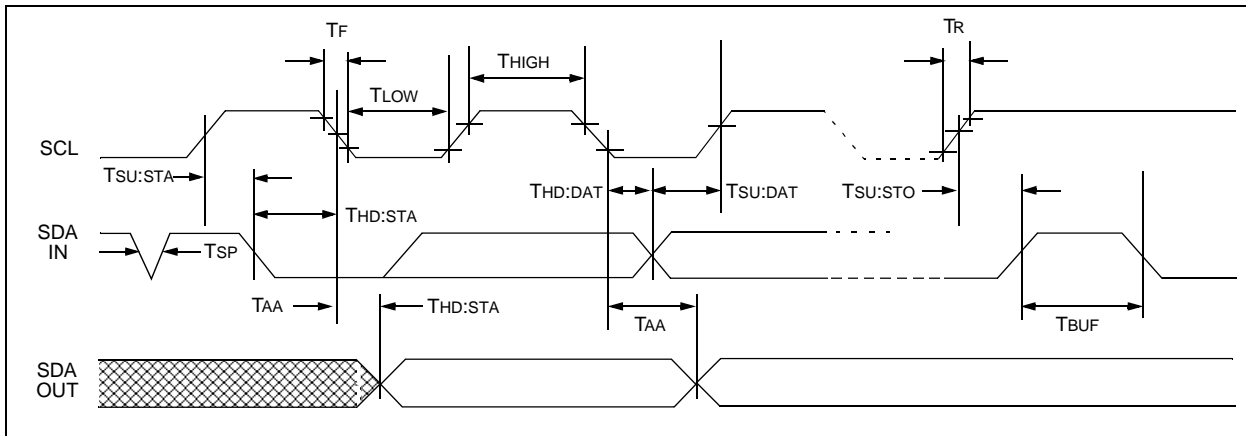 TF
TR
THIGH
TLOW
SCL
TSU:STA
THD:DAT
TSU:DAT
TSU:STO
THD:STA
SDA
IN
TSP
TAA
THD:STA
TAA
TBUF
SDA
OUT